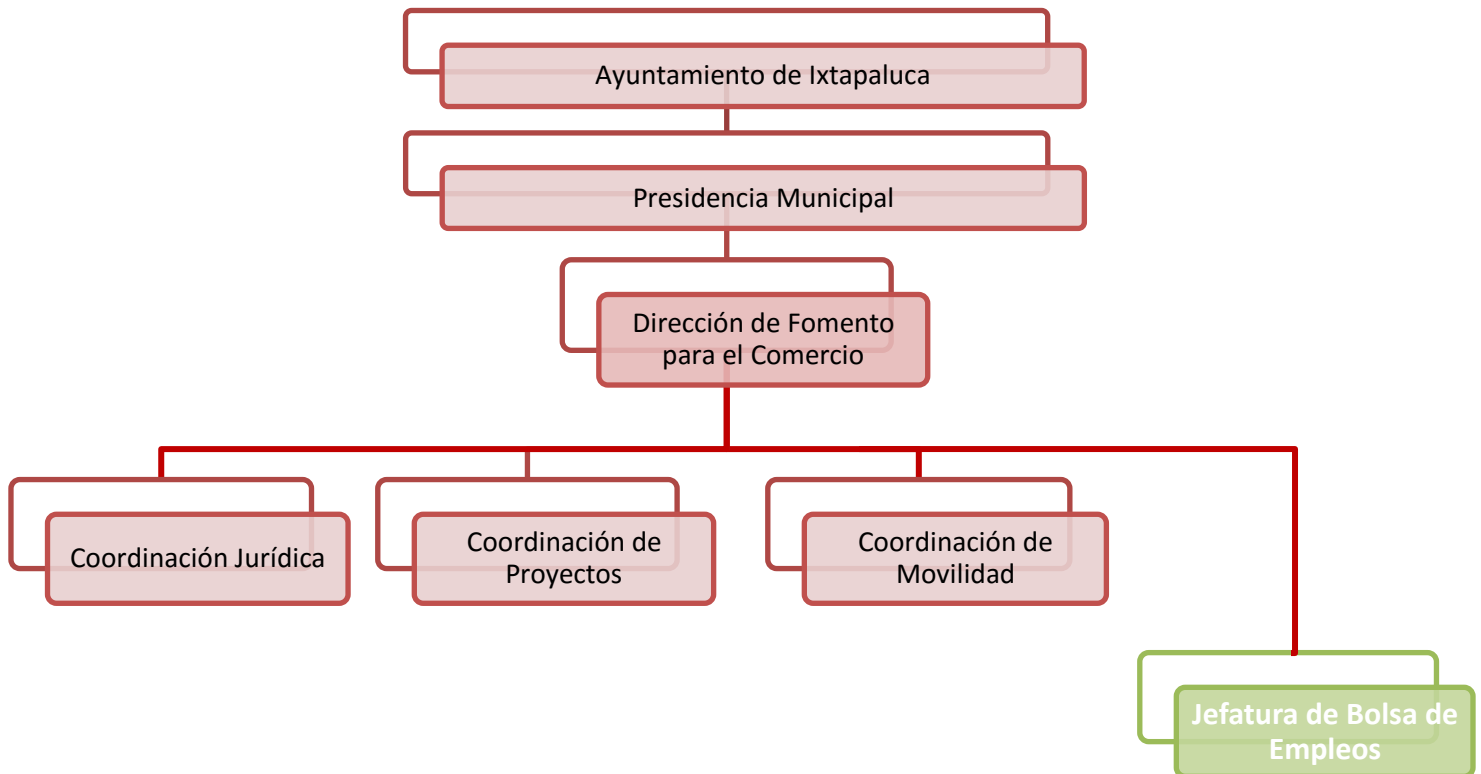 Ayuntamiento de Ixtapaluca
Presidencia Municipal
Dirección de Fomento
para el Comercio
Coordinación Jurídica
Coordinación de
Proyectos
Coordinación de
Movilidad
Jefatura de Bolsa de
Empleos